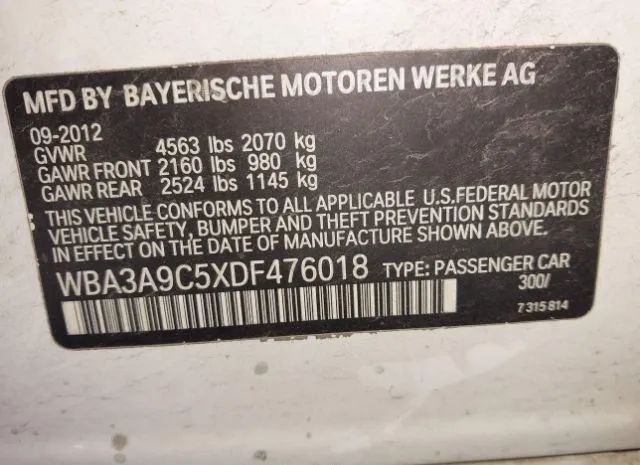 MFD BY BAYERISCHE MOTOREN WERKE AG
09-2012
GVWR 4563 lbs 2070 kg
GAWR FRONT 2160 lbs 980 kg
GAWR REAR 2524 lbs 1145 kg
THIS VEHICLE CONFORMS TO ALL APPLICABLE U.S.FEDERAL MOTOR
VEHICLE SAFETY, BUMPER AND THEFT PREVENTION STANDARDS
IN EFFECT ON THE DATE OF MANUFACTURE SHOWN ABOVE.
WBA3A9C5XDF476018 TYPE: PASSENGER CAR
300/
7 315 814